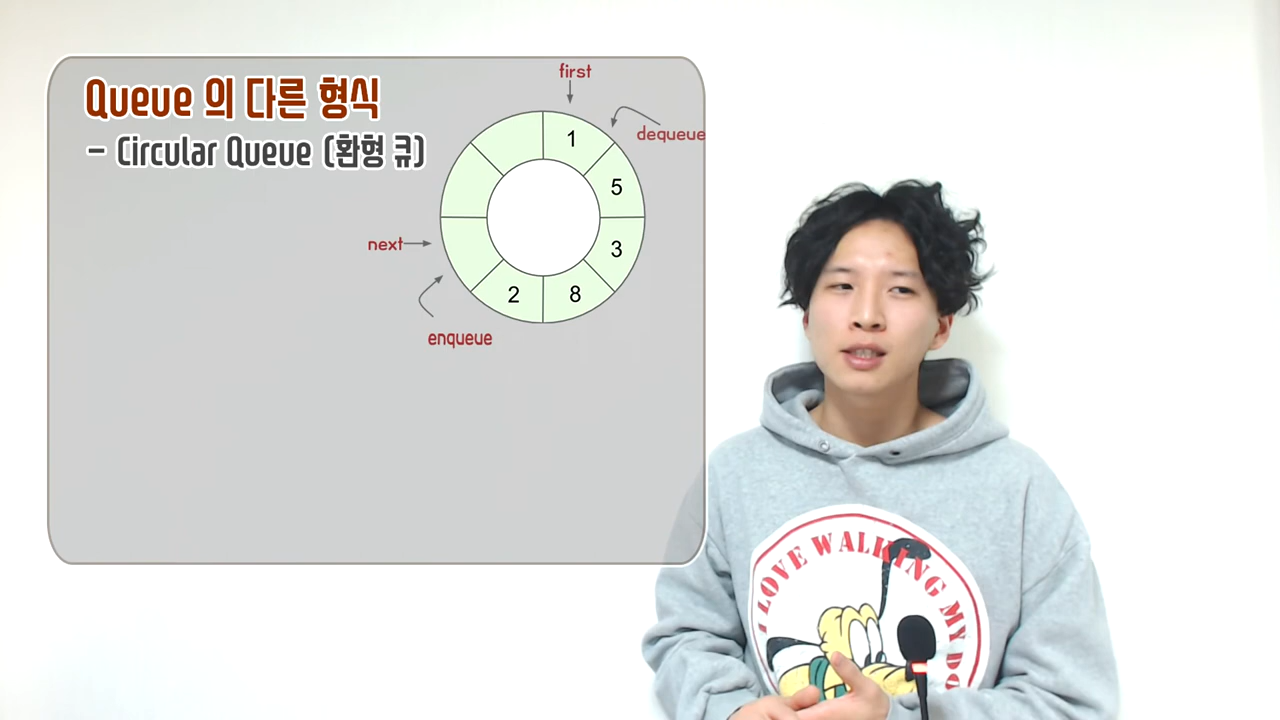 Queue 의 다른 형식
- Circular Queue (환형 큐)
first
1
dequeue
5
next
3
2
8
enqueue
I LOVE WALKING MY DO